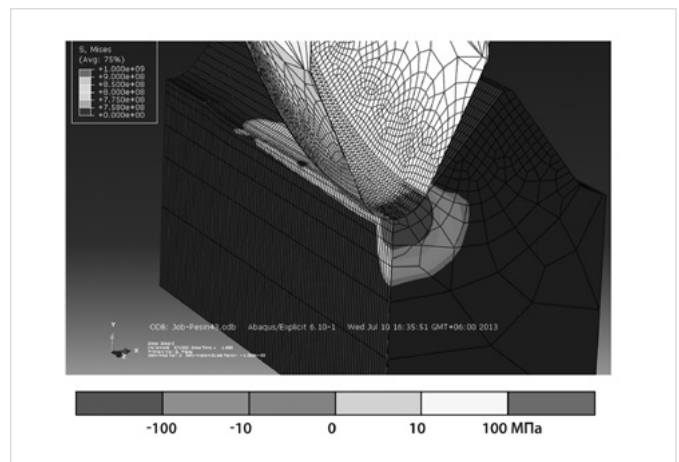 S, Mises
(Avg: 75%)
+1.000e+09
+9.000e+08
+8.500e+08
+8.000e+08
+7.750e+08
+7.580e+08
+0.000e+00
ODB: Job-Pesin43.odb Abaqus/Explicit 6.10-1 Wed Jul 10 16:35:51 GMT+06:00 2013
Y
X
-100 -10 0 10 100 МПа